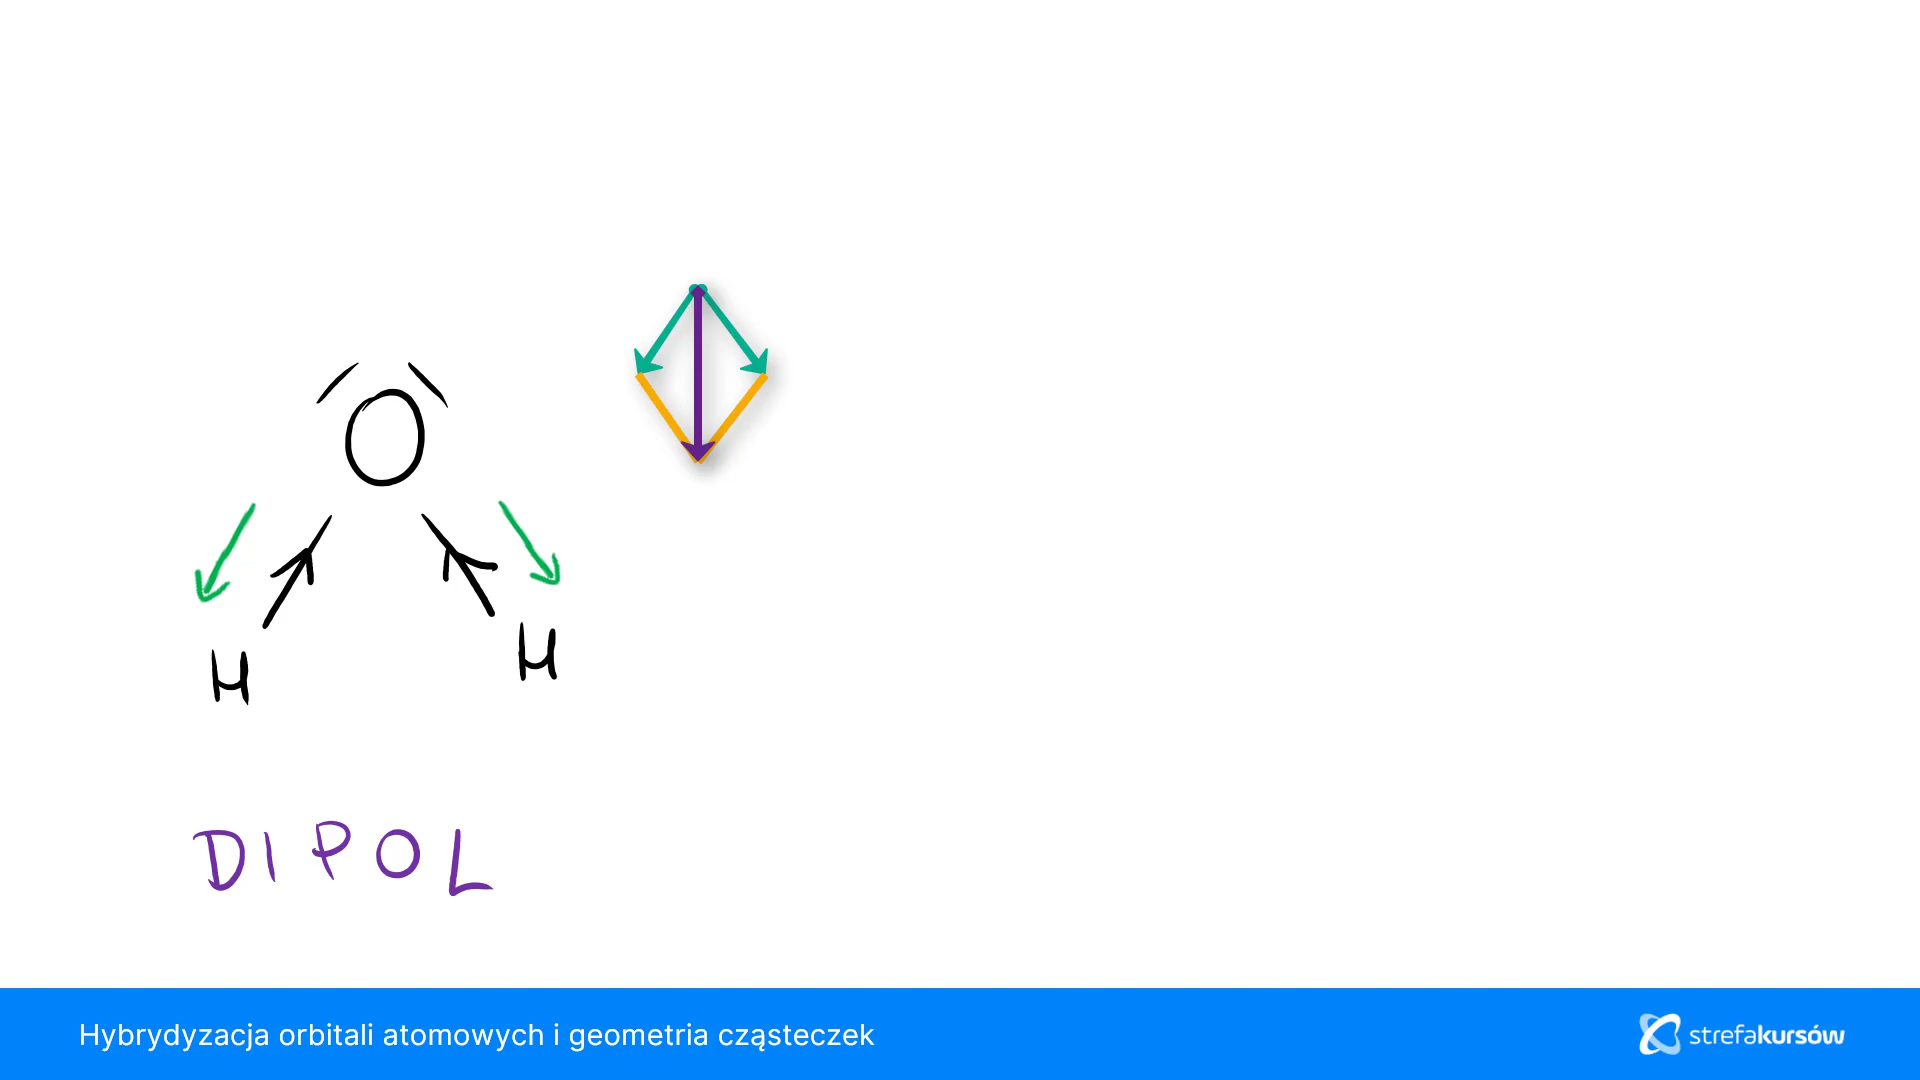 O
H H
DIPOL
Hybrydyzacja orbitali atomowych i geometria cząsteczek
strefakursów